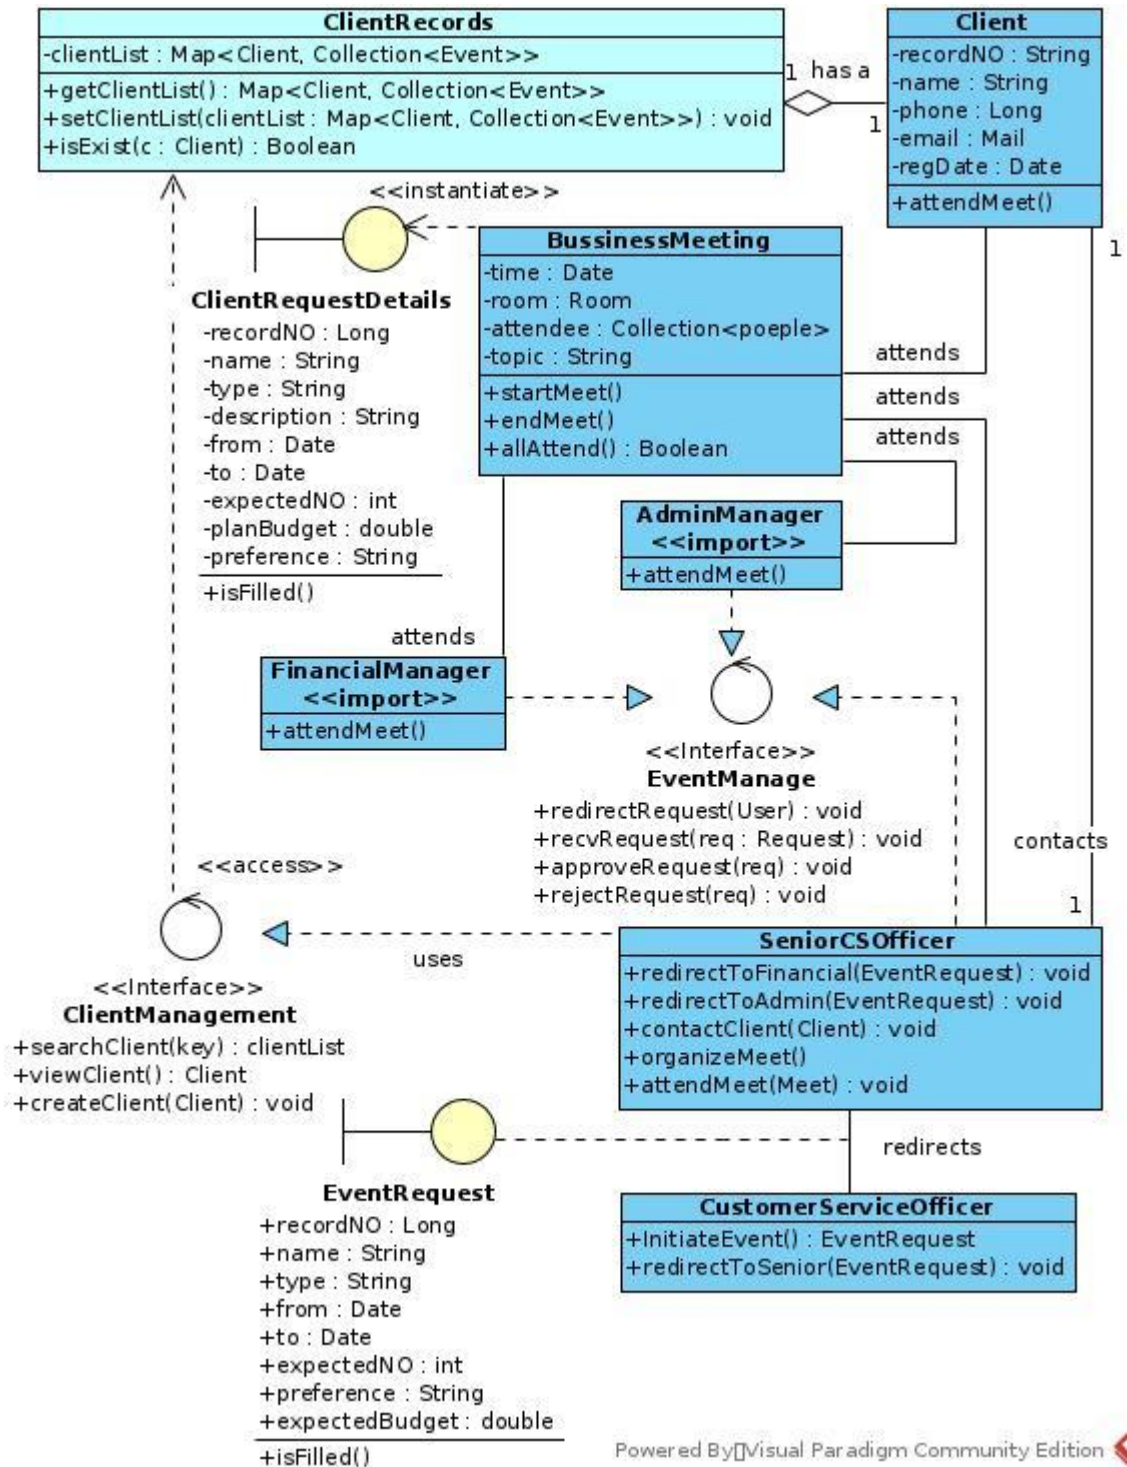 ClientRecords
-clientList : Map<Client, Collection<Event>>
+getClientList() : Map<Client, Collection<Event>>
+setClientList(clientList : Map<Client, Collection<Event>>) : void
+isExist(c : Client) : Boolean
1
has a
1
Client
-recordNO : String
-name : String
-phone : Long
-email : Mail
-regDate : Date
+attendMeet()
1
<<instantiate>>
ClientRequestDetails
-recordNO : Long
-name : String
-type : String
-description : String
-from : Date
-to : Date
-expectedNO : int
-planBudget : double
-preference : String
+isFilled()
BussinessMeeting
-time : Date
-room : Room
-attendee : Collection<poeple>
-topic : String
+startMeet()
+endMeet()
+allAttend() : Boolean
attends
attends
attends
AdminManager
<<import>>
+attendMeet()
attends
FinancialManager
<<import>>
+attendMeet()
<<Interface>>
EventManage
+redirectRequest(User) : void
+recvRequest(req : Request) : void
+approveRequest(req) : void
+rejectRequest(req) : void
contacts
1
<<access>>
uses
<<Interface>>
ClientManagement
+searchClient(key) : clientList
+viewClient() : Client
+createClient(Client) : void
SeniorCSOfficer
+redirectToFinancial(EventRequest) : void
+redirectToAdmin(EventRequest) : void
+contactClient(Client) : void
+organizeMeet()
+attendMeet(Meet) : void
redirects
EventRequest
+recordNO : Long
+name : String
+type : String
+from : Date
+to : Date
+expectedNO : int
+preference : String
+expectedBudget : double
+isFilled()
CustomerServiceOfficer
+InitiateEvent() : EventRequest
+redirectToSenior(EventRequest) : void
Powered By▯Visual Paradigm Community Edition